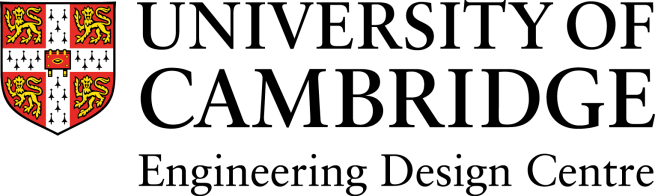 UNIVERSITY OF
CAMBRIDGE
Engineering Design Centre